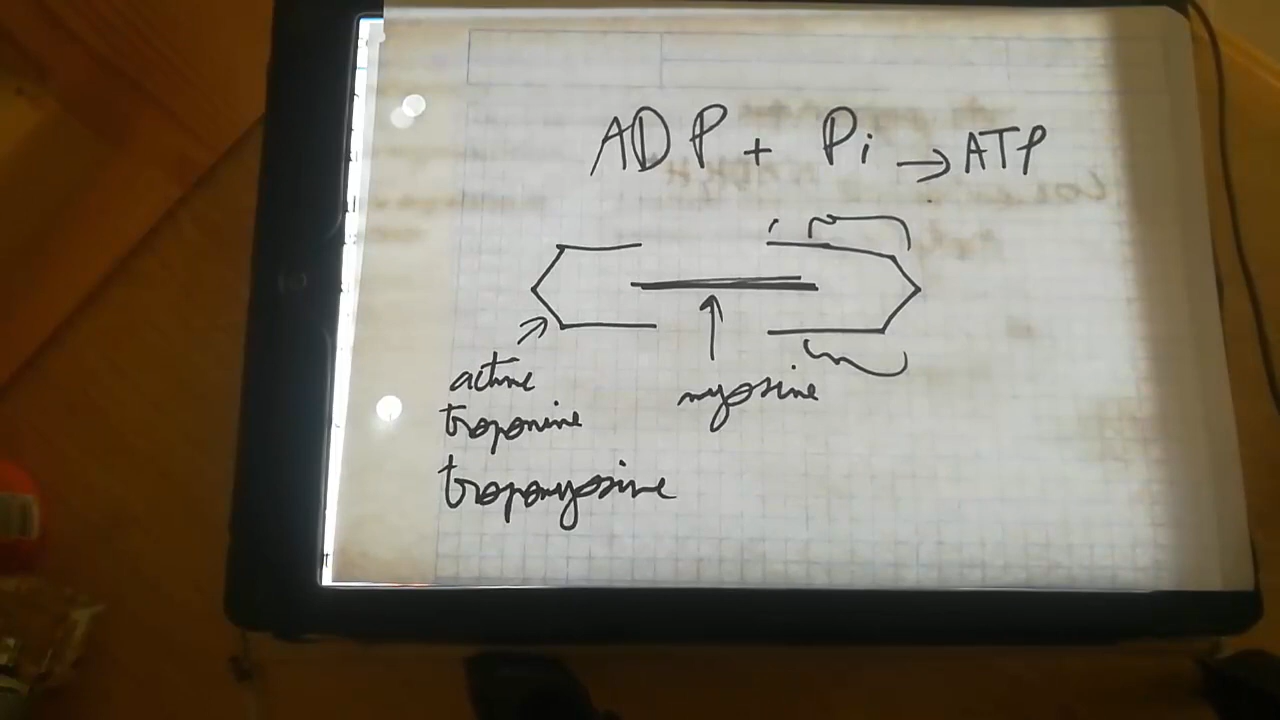 ADP + Pi → ATP
actine
troponine
tropomyosine
myosine